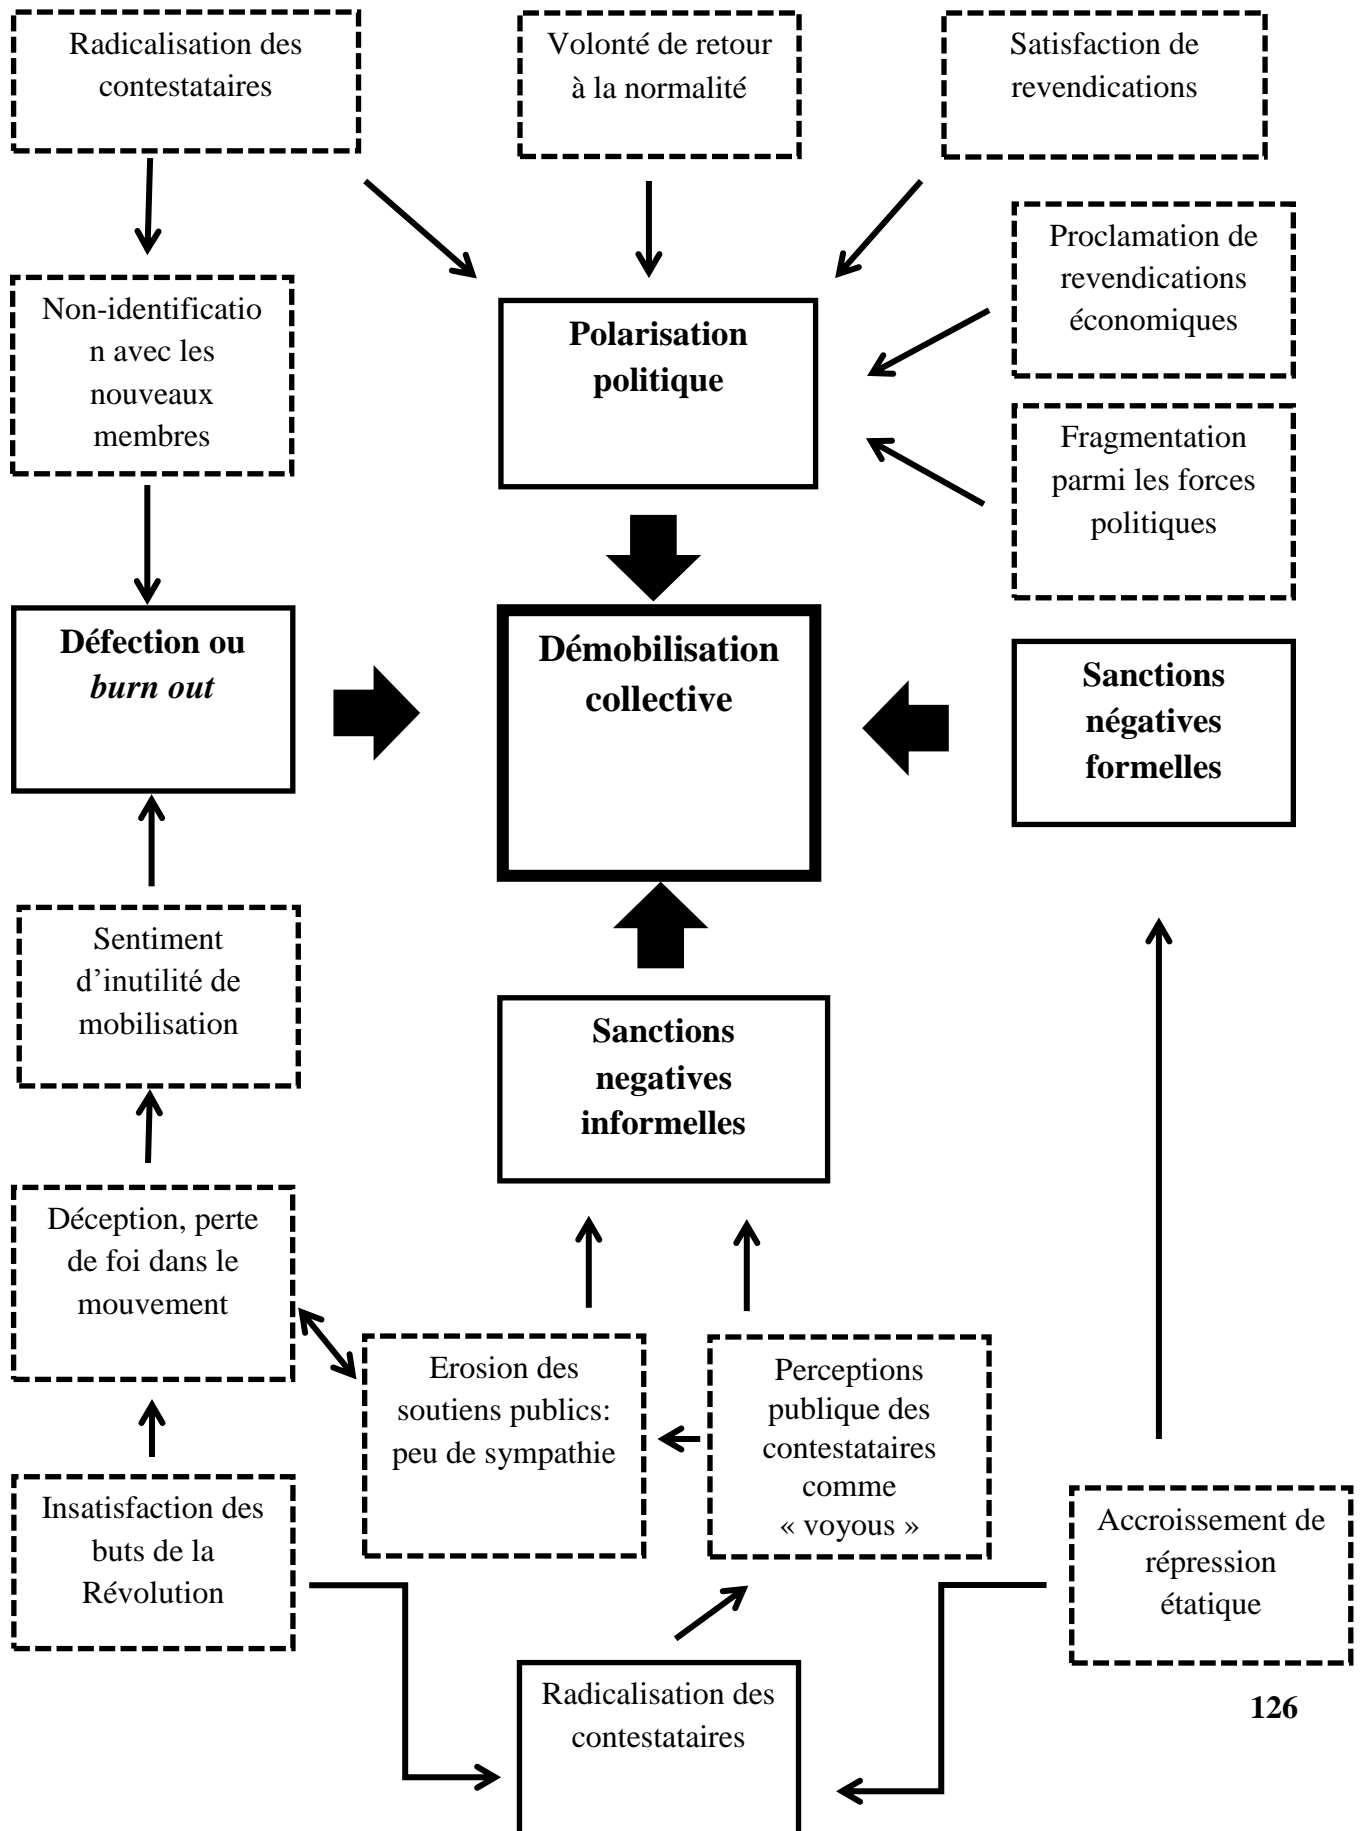 Radicalisation des
contestataires
Volonté de retour
à la normalité
Satisfaction de
revendications
Proclamation de
revendications
économiques
Non-identificatio
n avec les
nouveaux
membres
Polarisation
politique
Fragmentation
parmi les forces
politiques
Défection ou
burn out
Démobilisation
collective
Sanctions
négatives
formelles
Sentiment
d’inutilité de
mobilisation
Sanctions
negatives
informelles
Déception, perte
de foi dans le
mouvement
Erosion des
soutiens publics:
peu de sympathie
Perceptions
publique des
contestataires
comme
« voyous »
Insatisfaction des
buts de la
Révolution
Accroissement de
répression
étatique
Radicalisation des
contestataires
126